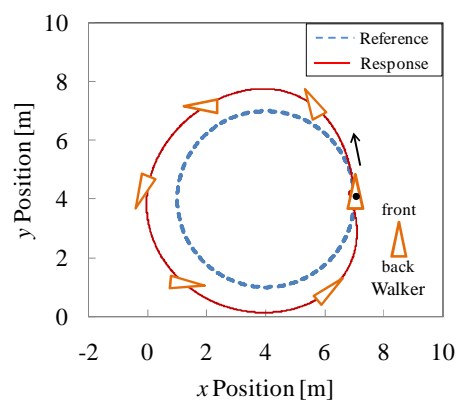 10
8
6
4
2
0
-2 0 2 4 6 8 10
y Position [m]
x Position [m]
Reference
Response
front
back
Walker